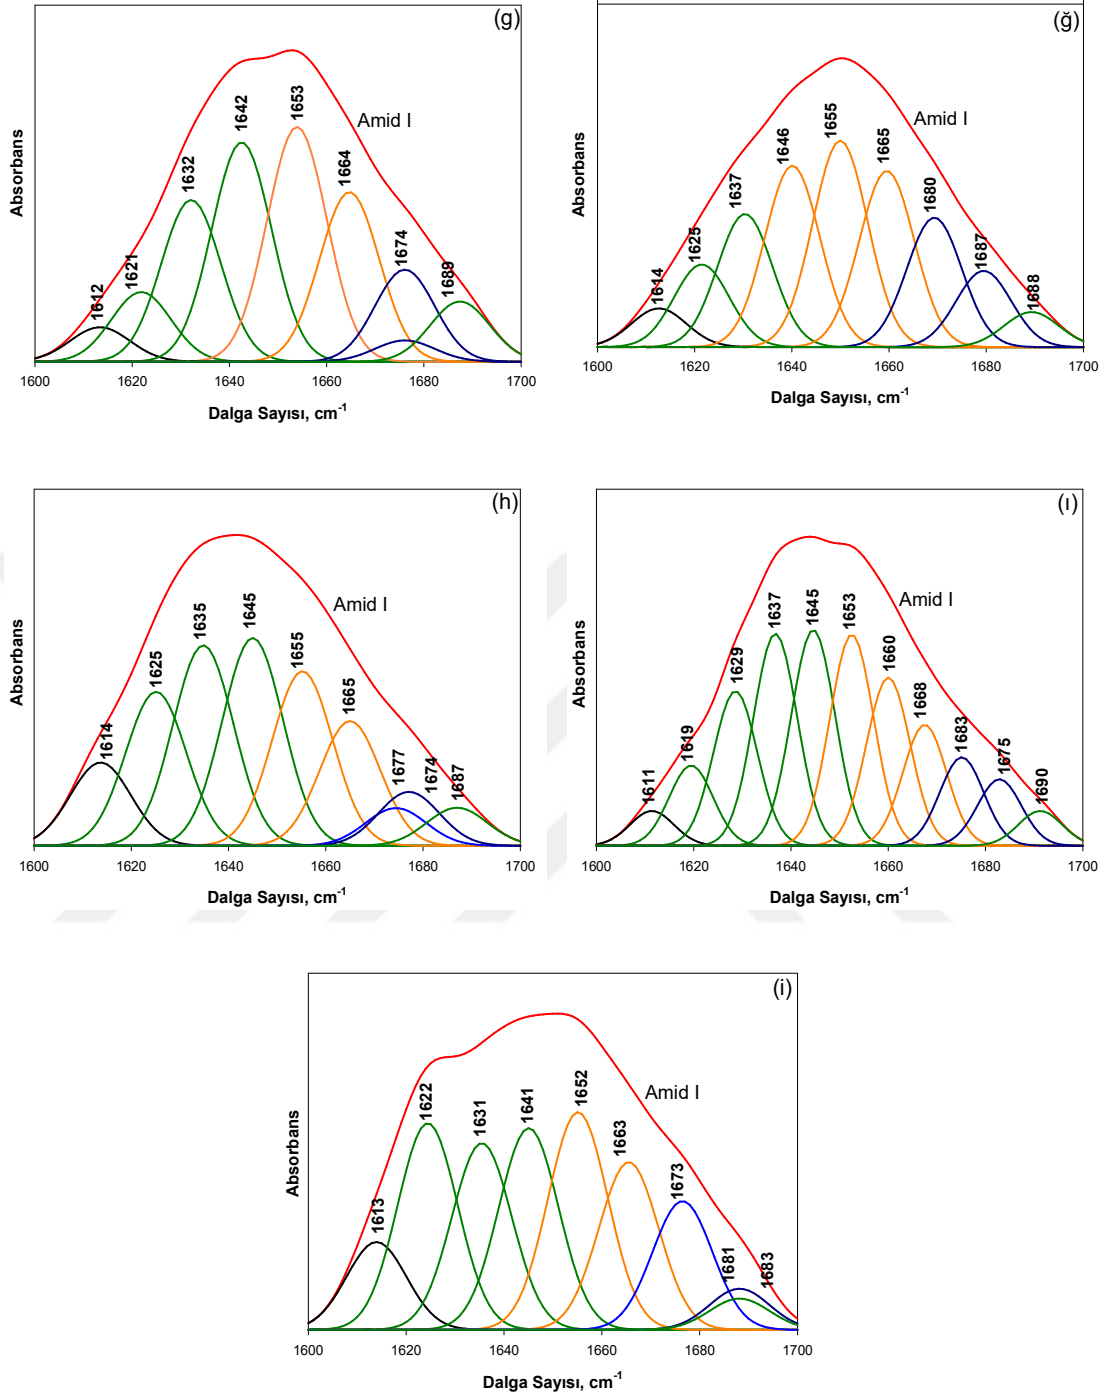 (g)
1612
1621
1632
1642
1653
1664
1674
1689
Amid I
Absorbans
1600 1620 1640 1660 1680 1700
Dalga Sayısı, cm-1
(ğ)
1614
1625
1637
1646
1655
1665
1680
1687
1688
Amid I
Absorbans
1600 1620 1640 1660 1680 1700
Dalga Sayısı, cm-1
(h)
1614
1625
1635
1645
1655
1665
1677
1674
1687
Amid I
Absorbans
1600 1620 1640 1660 1680 1700
Dalga Sayısı, cm-1
(ı)
1611
1619
1629
1637
1645
1653
1660
1668
1683
1675
1690
Amid I
Absorbans
1600 1620 1640 1660 1680 1700
Dalga Sayısı, cm-1
(i)
1613
1622
1631
1641
1652
1663
1673
1681
1683
Amid I
Absorbans
1600 1620 1640 1660 1680 1700
Dalga Sayısı, cm-1